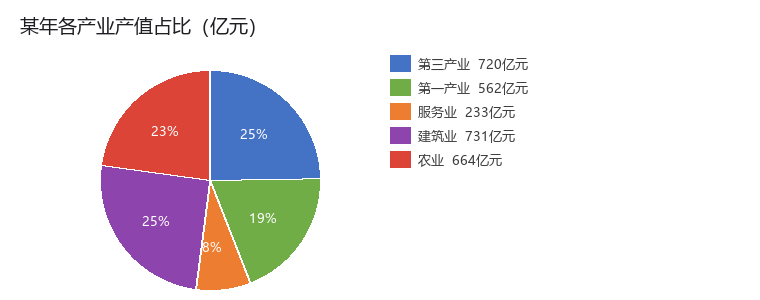 某年各产业产值占比（亿元）
第三产业 720亿元
第一产业 562亿元
服务业 233亿元
建筑业 731亿元
农业 664亿元
23%
25%
25%
19%
8%